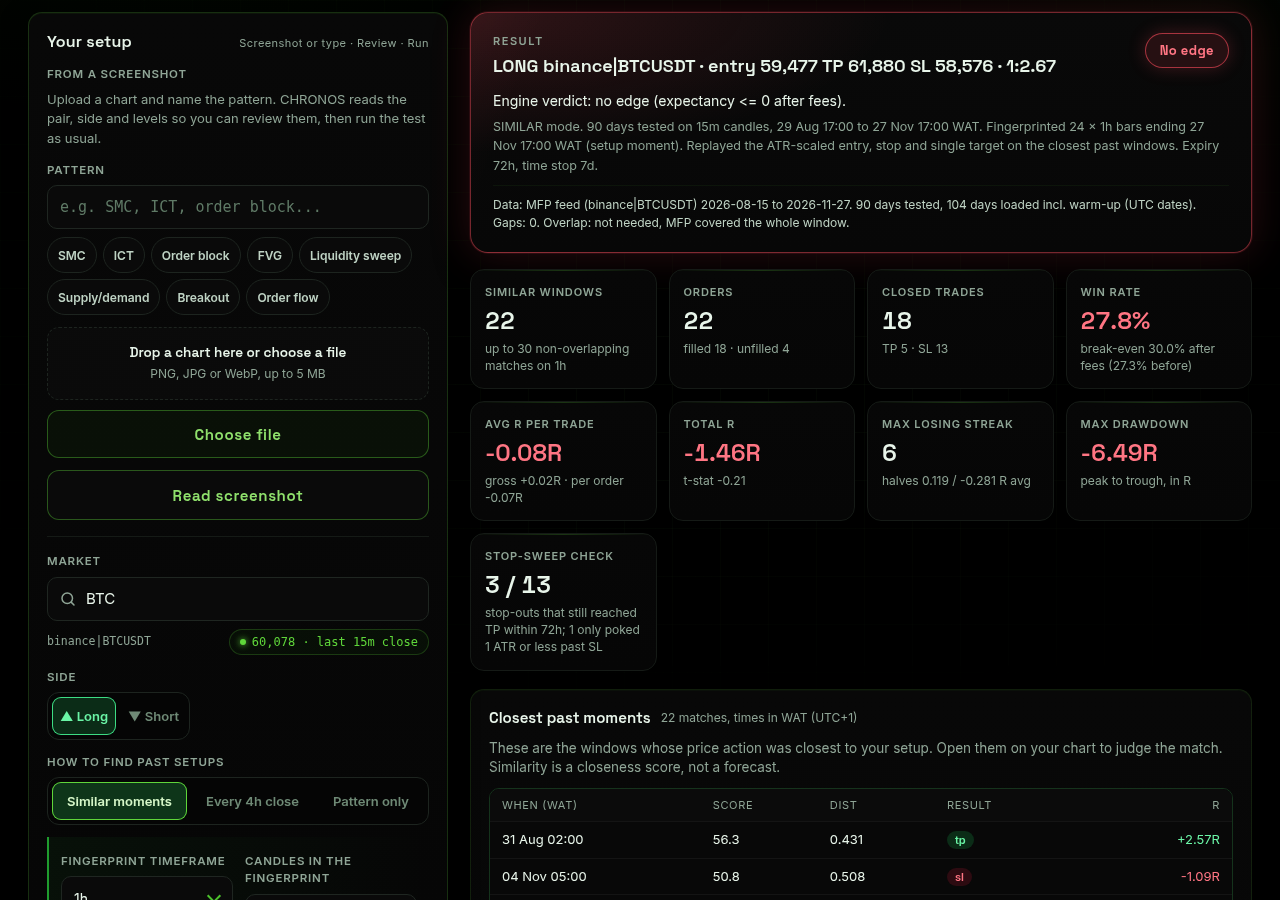 Your setup
Screenshot or type · Review · Run
FROM A SCREENSHOT
Upload a chart and name the pattern. CHRONOS reads the
pair, side and levels so you can review them, then run the test
as usual.
PATTERN
e.g. SMC, ICT, order block...
SMC
ICT
Order block
FVG
Liquidity sweep
Supply/demand
Breakout
Order flow
Drop a chart here or choose a file
PNG, JPG or WebP, up to 5 MB
Choose file
Read screenshot
MARKET
BTC
binance|BTCUSDT
60,078 · last 15m close
SIDE
▲ Long
▼ Short
HOW TO FIND PAST SETUPS
Similar moments
Every 4h close
Pattern only
FINGERPRINT TIMEFRAME
1h
CANDLES IN THE
FINGERPRINT
RESULT
LONG binance|BTCUSDT · entry 59,477 TP 61,880 SL 58,576 · 1:2.67
No edge
Engine verdict: no edge (expectancy <= 0 after fees).
SIMILAR mode. 90 days tested on 15m candles, 29 Aug 17:00 to 27 Nov 17:00 WAT. Fingerprinted 24 × 1h bars ending 27
Nov 17:00 WAT (setup moment). Replayed the ATR-scaled entry, stop and single target on the closest past windows. Expiry
72h, time stop 7d.
Data: MFP feed (binance|BTCUSDT) 2026-08-15 to 2026-11-27. 90 days tested, 104 days loaded incl. warm-up (UTC dates).
Gaps: 0. Overlap: not needed, MFP covered the whole window.
SIMILAR WINDOWS
22
up to 30 non-overlapping
matches on 1h
ORDERS
22
filled 18 · unfilled 4
CLOSED TRADES
18
TP 5 · SL 13
WIN RATE
27.8%
break-even 30.0% after
fees (27.3% before)
AVG R PER TRADE
-0.08R
gross +0.02R · per order
-0.07R
TOTAL R
-1.46R
t-stat -0.21
MAX LOSING STREAK
6
halves 0.119 / -0.281 R avg
MAX DRAWDOWN
-6.49R
peak to trough, in R
STOP-SWEEP CHECK
3 / 13
stop-outs that still reached
TP within 72h; 1 only poked
1 ATR or less past SL
Closest past moments
22 matches, times in WAT (UTC+1)
These are the windows whose price action was closest to your setup. Open them on your chart to judge the match.
Similarity is a closeness score, not a forecast.
WHEN (WAT) SCORE DIST RESULT R
31 Aug 02:00 56.3 0.431 tp +2.57R
04 Nov 05:00 50.8 0.508 sl -1.09R